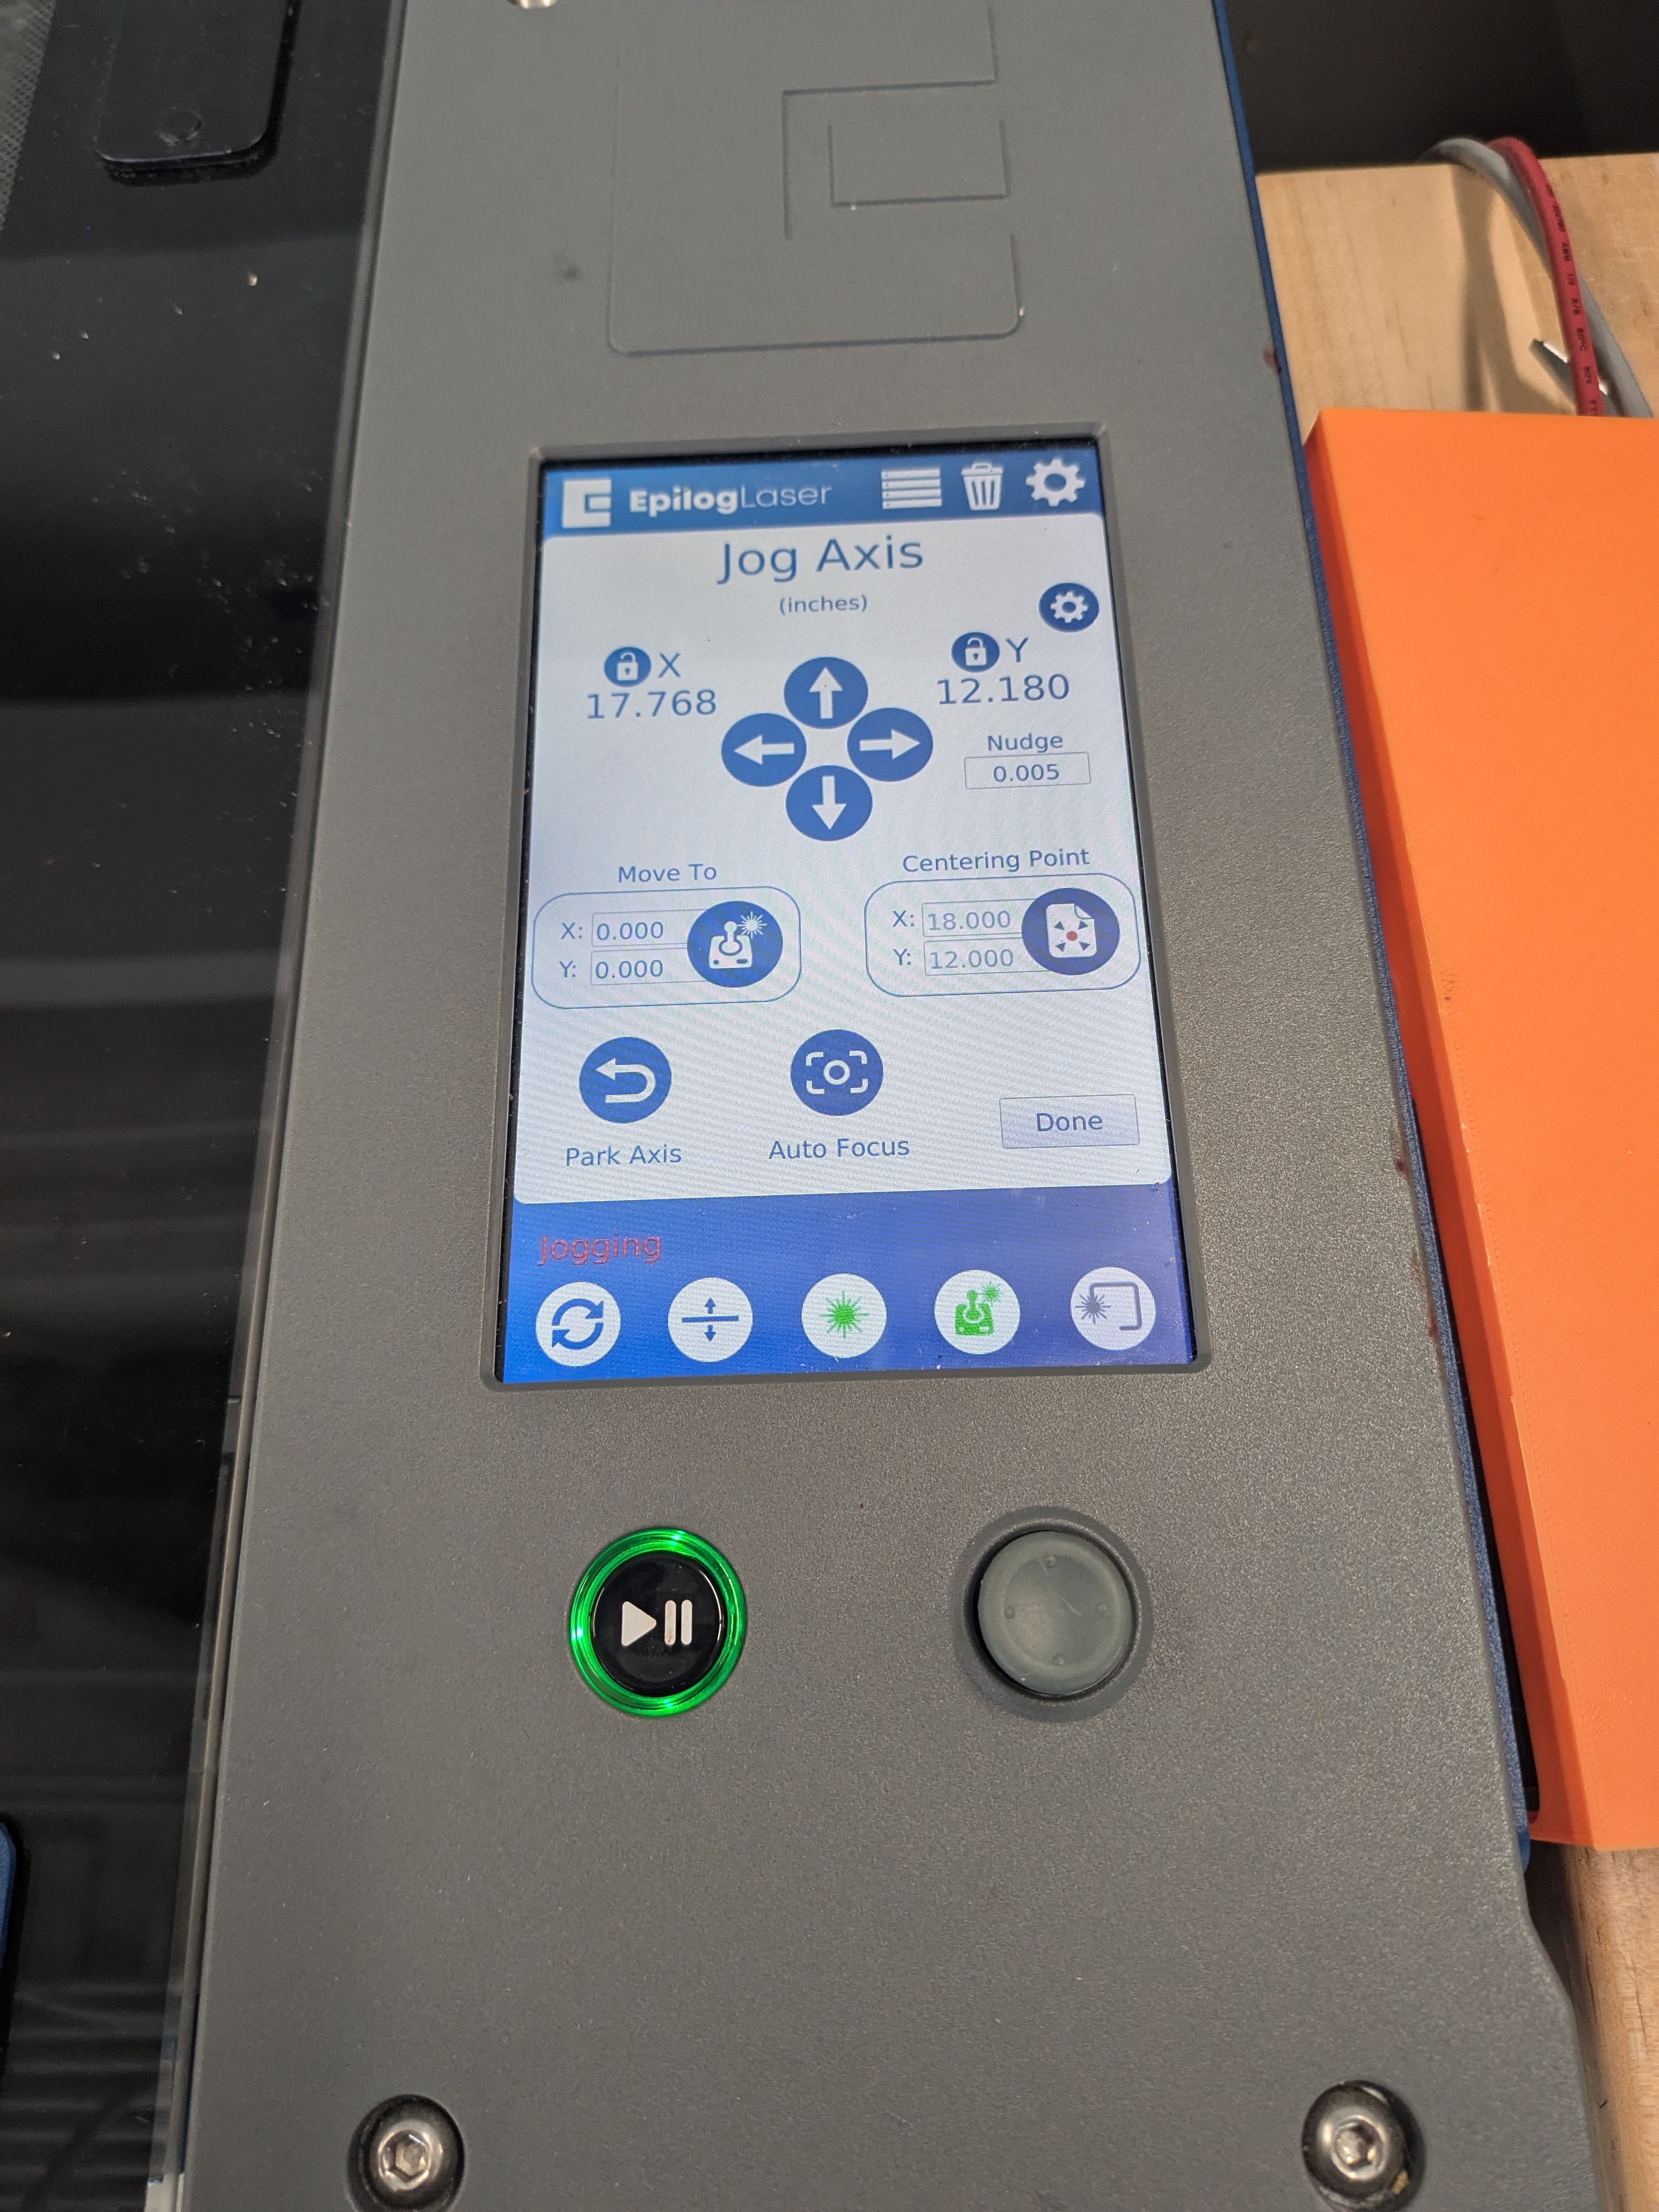 EpilogLaser
Jog Axis
(inches)
X
17.768
Y
12.180
Nudge
0.005
Move To
X: 0.000
Y: 0.000
Centering Point
X: 18.000
Y: 12.000
Park Axis
Auto Focus
Done
Jogging